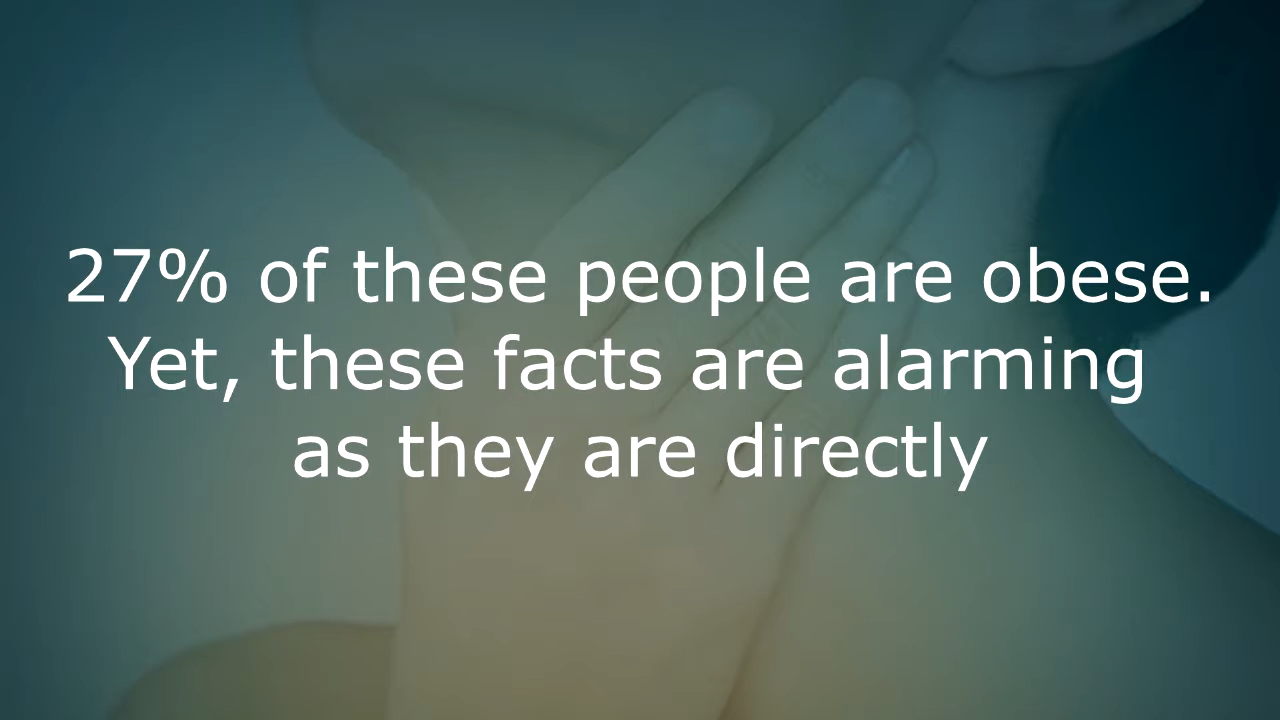 27% of these people are obese.
Yet, these facts are alarming
as they are directly